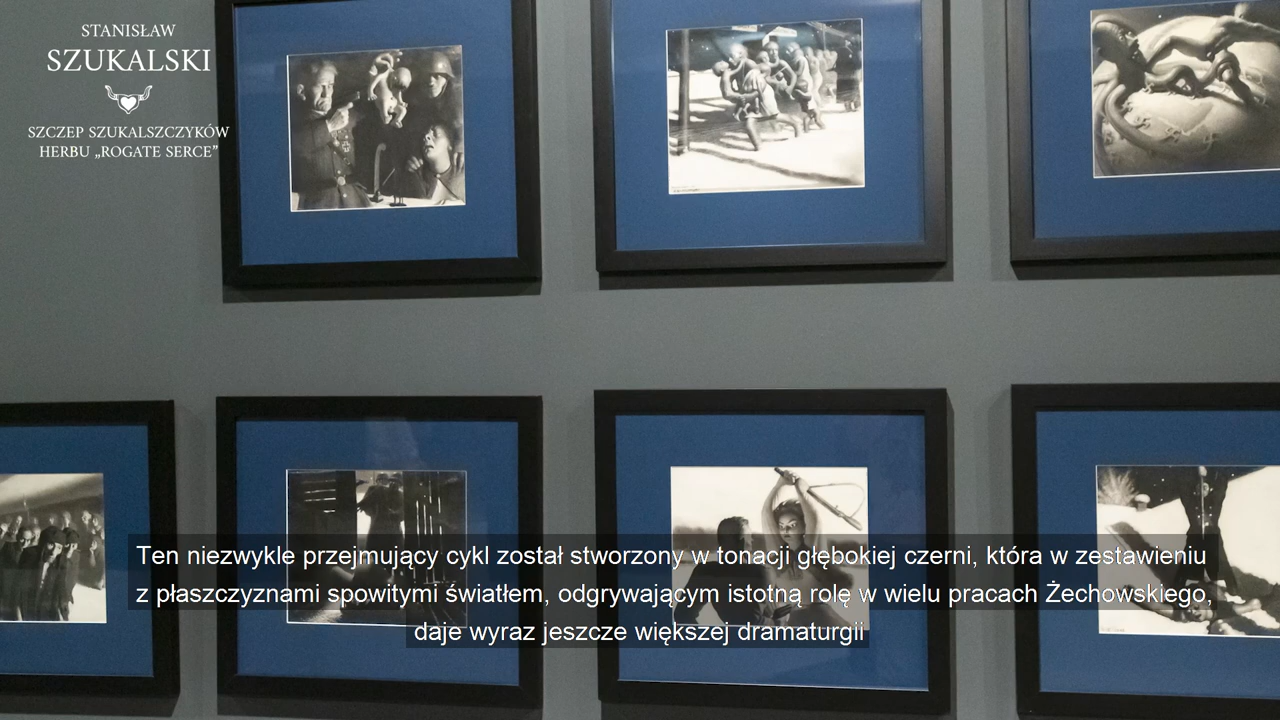 STANISŁAW
SZUKALSKI
SZCZEP SZUKALSZCZYKÓW
HERBU „ROGATE SERCE”
Ten niezwykle przejmujący cykl został stworzony w tonacji głębokiej czerni, która w zestawieniu
z płaszczyznami spowitymi światłem, odgrywającym istotną rolę w wielu pracach Żechowskiego,
daje wyraz jeszcze większej dramaturgii